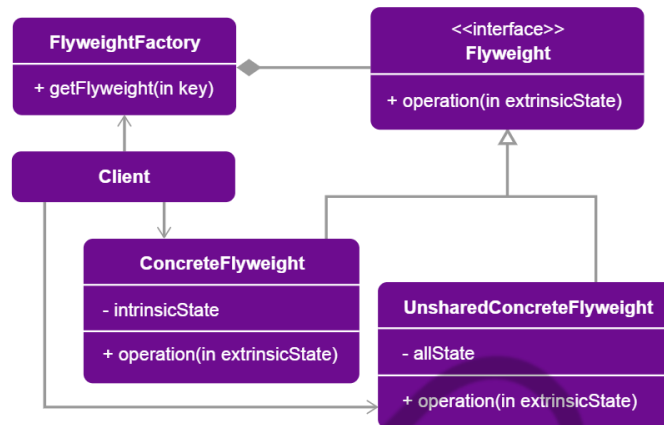 FlyweightFactory
+ getFlyweight(in key)
<<interface>>
Flyweight
+ operation(in extrinsicState)
Client
ConcreteFlyweight
- intrinsicState
+ operation(in extrinsicState)
UnsharedConcreteFlyweight
- allState
+ operation(in extrinsicState)